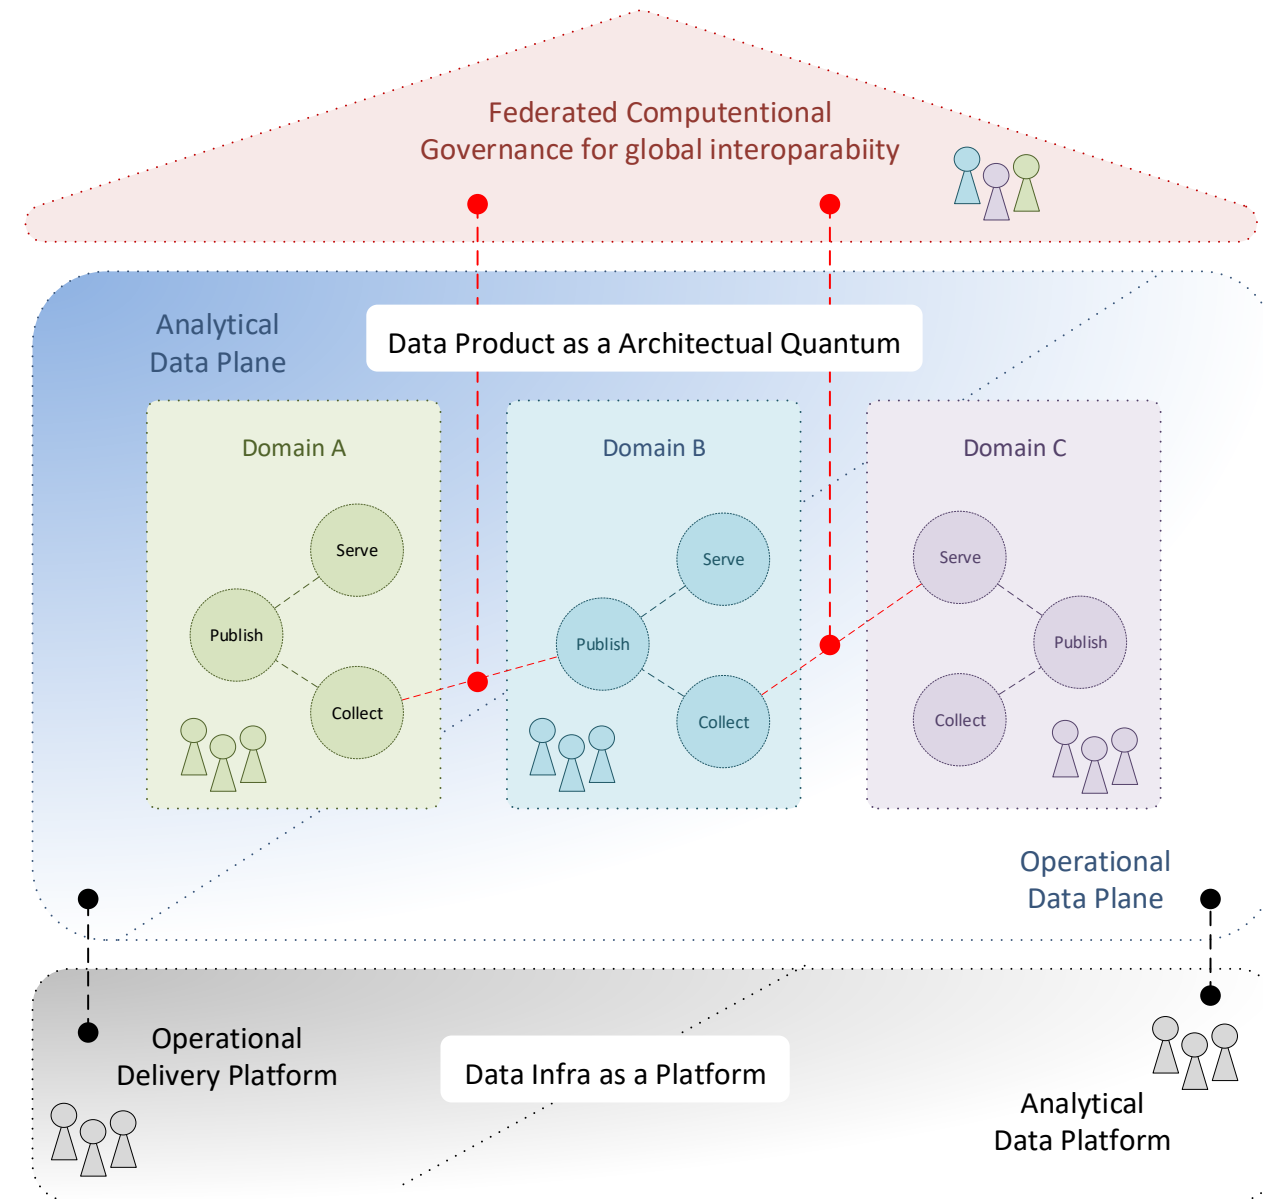 Federated Computentional
Governance for global interoparabiity
Analytical
Data Plane
Data Product as a Architectual Quantum
Domain A
Serve
Publish
Collect
Domain B
Serve
Publish
Collect
Domain C
Serve
Publish
Collect
Operational
Data Plane
Operational
Delivery Platform
Data Infra as a Platform
Analytical
Data Platform